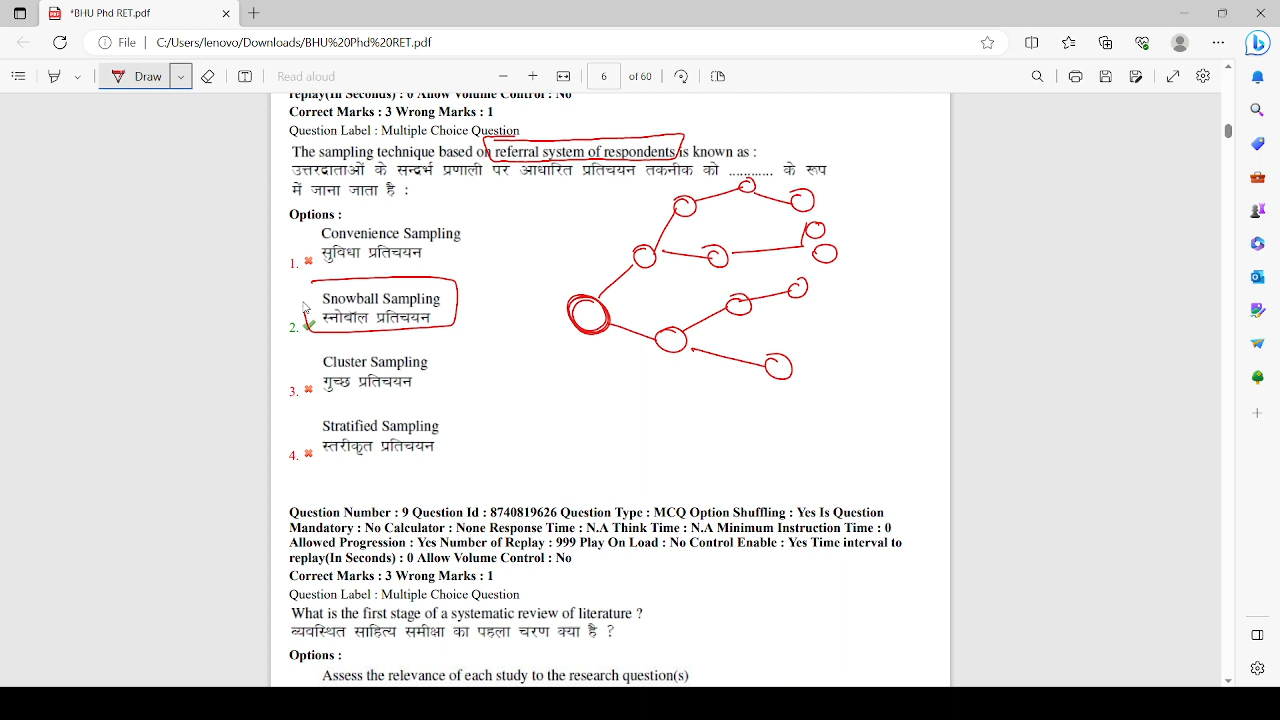 *BHU Phd RET.pdf
File
C:/Users/lenovo/Downloads/BHU%20Phd%20RET.pdf
Draw
Read aloud
6
of 60
replay(In Seconds) : 0 Allow Volume Control : No
Correct Marks : 3 Wrong Marks : 1
Question Label : Multiple Choice Question
The sampling technique based on referral system of respondents is known as :
उत्तरदाताओं के सन्दर्भ प्रणाली पर आधारित प्रतिचयन तकनीक को ............ के रूप
में जाना जाता है :
Options :
Convenience Sampling
सुविधा प्रतिचयन
1.
Snowball Sampling
स्नोबॉल प्रतिचयन
2.
Cluster Sampling
गुच्छ प्रतिचयन
3.
Stratified Sampling
स्तरीकृत प्रतिचयन
4.
Question Number : 9 Question Id : 8740819626 Question Type : MCQ Option Shuffling : Yes Is Question
Mandatory : No Calculator : None Response Time : N.A Think Time : N.A Minimum Instruction Time : 0
Allowed Progression : Yes Number of Replay : 999 Play On Load : No Control Enable : Yes Time interval to
replay(In Seconds) : 0 Allow Volume Control : No
Correct Marks : 3 Wrong Marks : 1
Question Label : Multiple Choice Question
What is the first stage of a systematic review of literature ?
व्यवस्थित साहित्य समीक्षा का पहला चरण क्या है ?
Options :
Assess the relevance of each study to the research question(s)